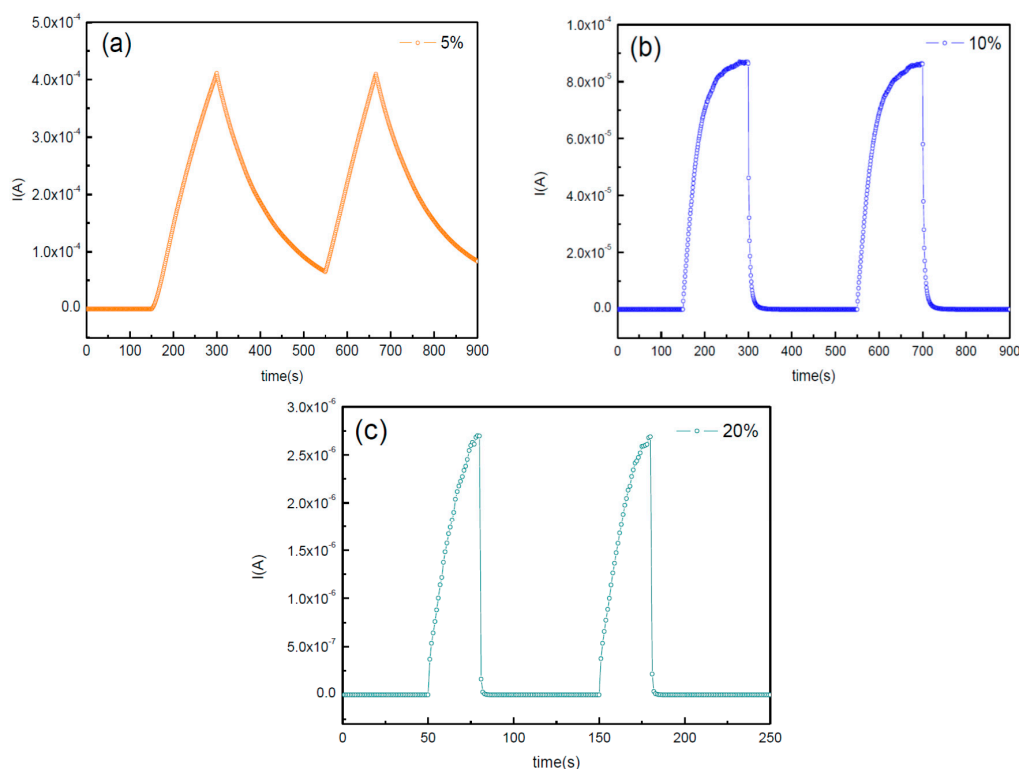 (a)
5%
5.0x10⁻⁴
4.0x10⁻⁴
3.0x10⁻⁴
2.0x10⁻⁴
1.0x10⁻⁴
0.0
I(A)
0 100 200 300 400 500 600 700 800 900
time(s)
(b)
10%
1.0x10⁻⁴
8.0x10⁻⁵
6.0x10⁻⁵
4.0x10⁻⁵
2.0x10⁻⁵
0.0
I(A)
0 100 200 300 400 500 600 700 800 900
time(s)
(c)
20%
3.0x10⁻⁶
2.5x10⁻⁶
2.0x10⁻⁶
1.5x10⁻⁶
1.0x10⁻⁶
5.0x10⁻⁷
0.0
I(A)
0 50 100 150 200 250
time(s)